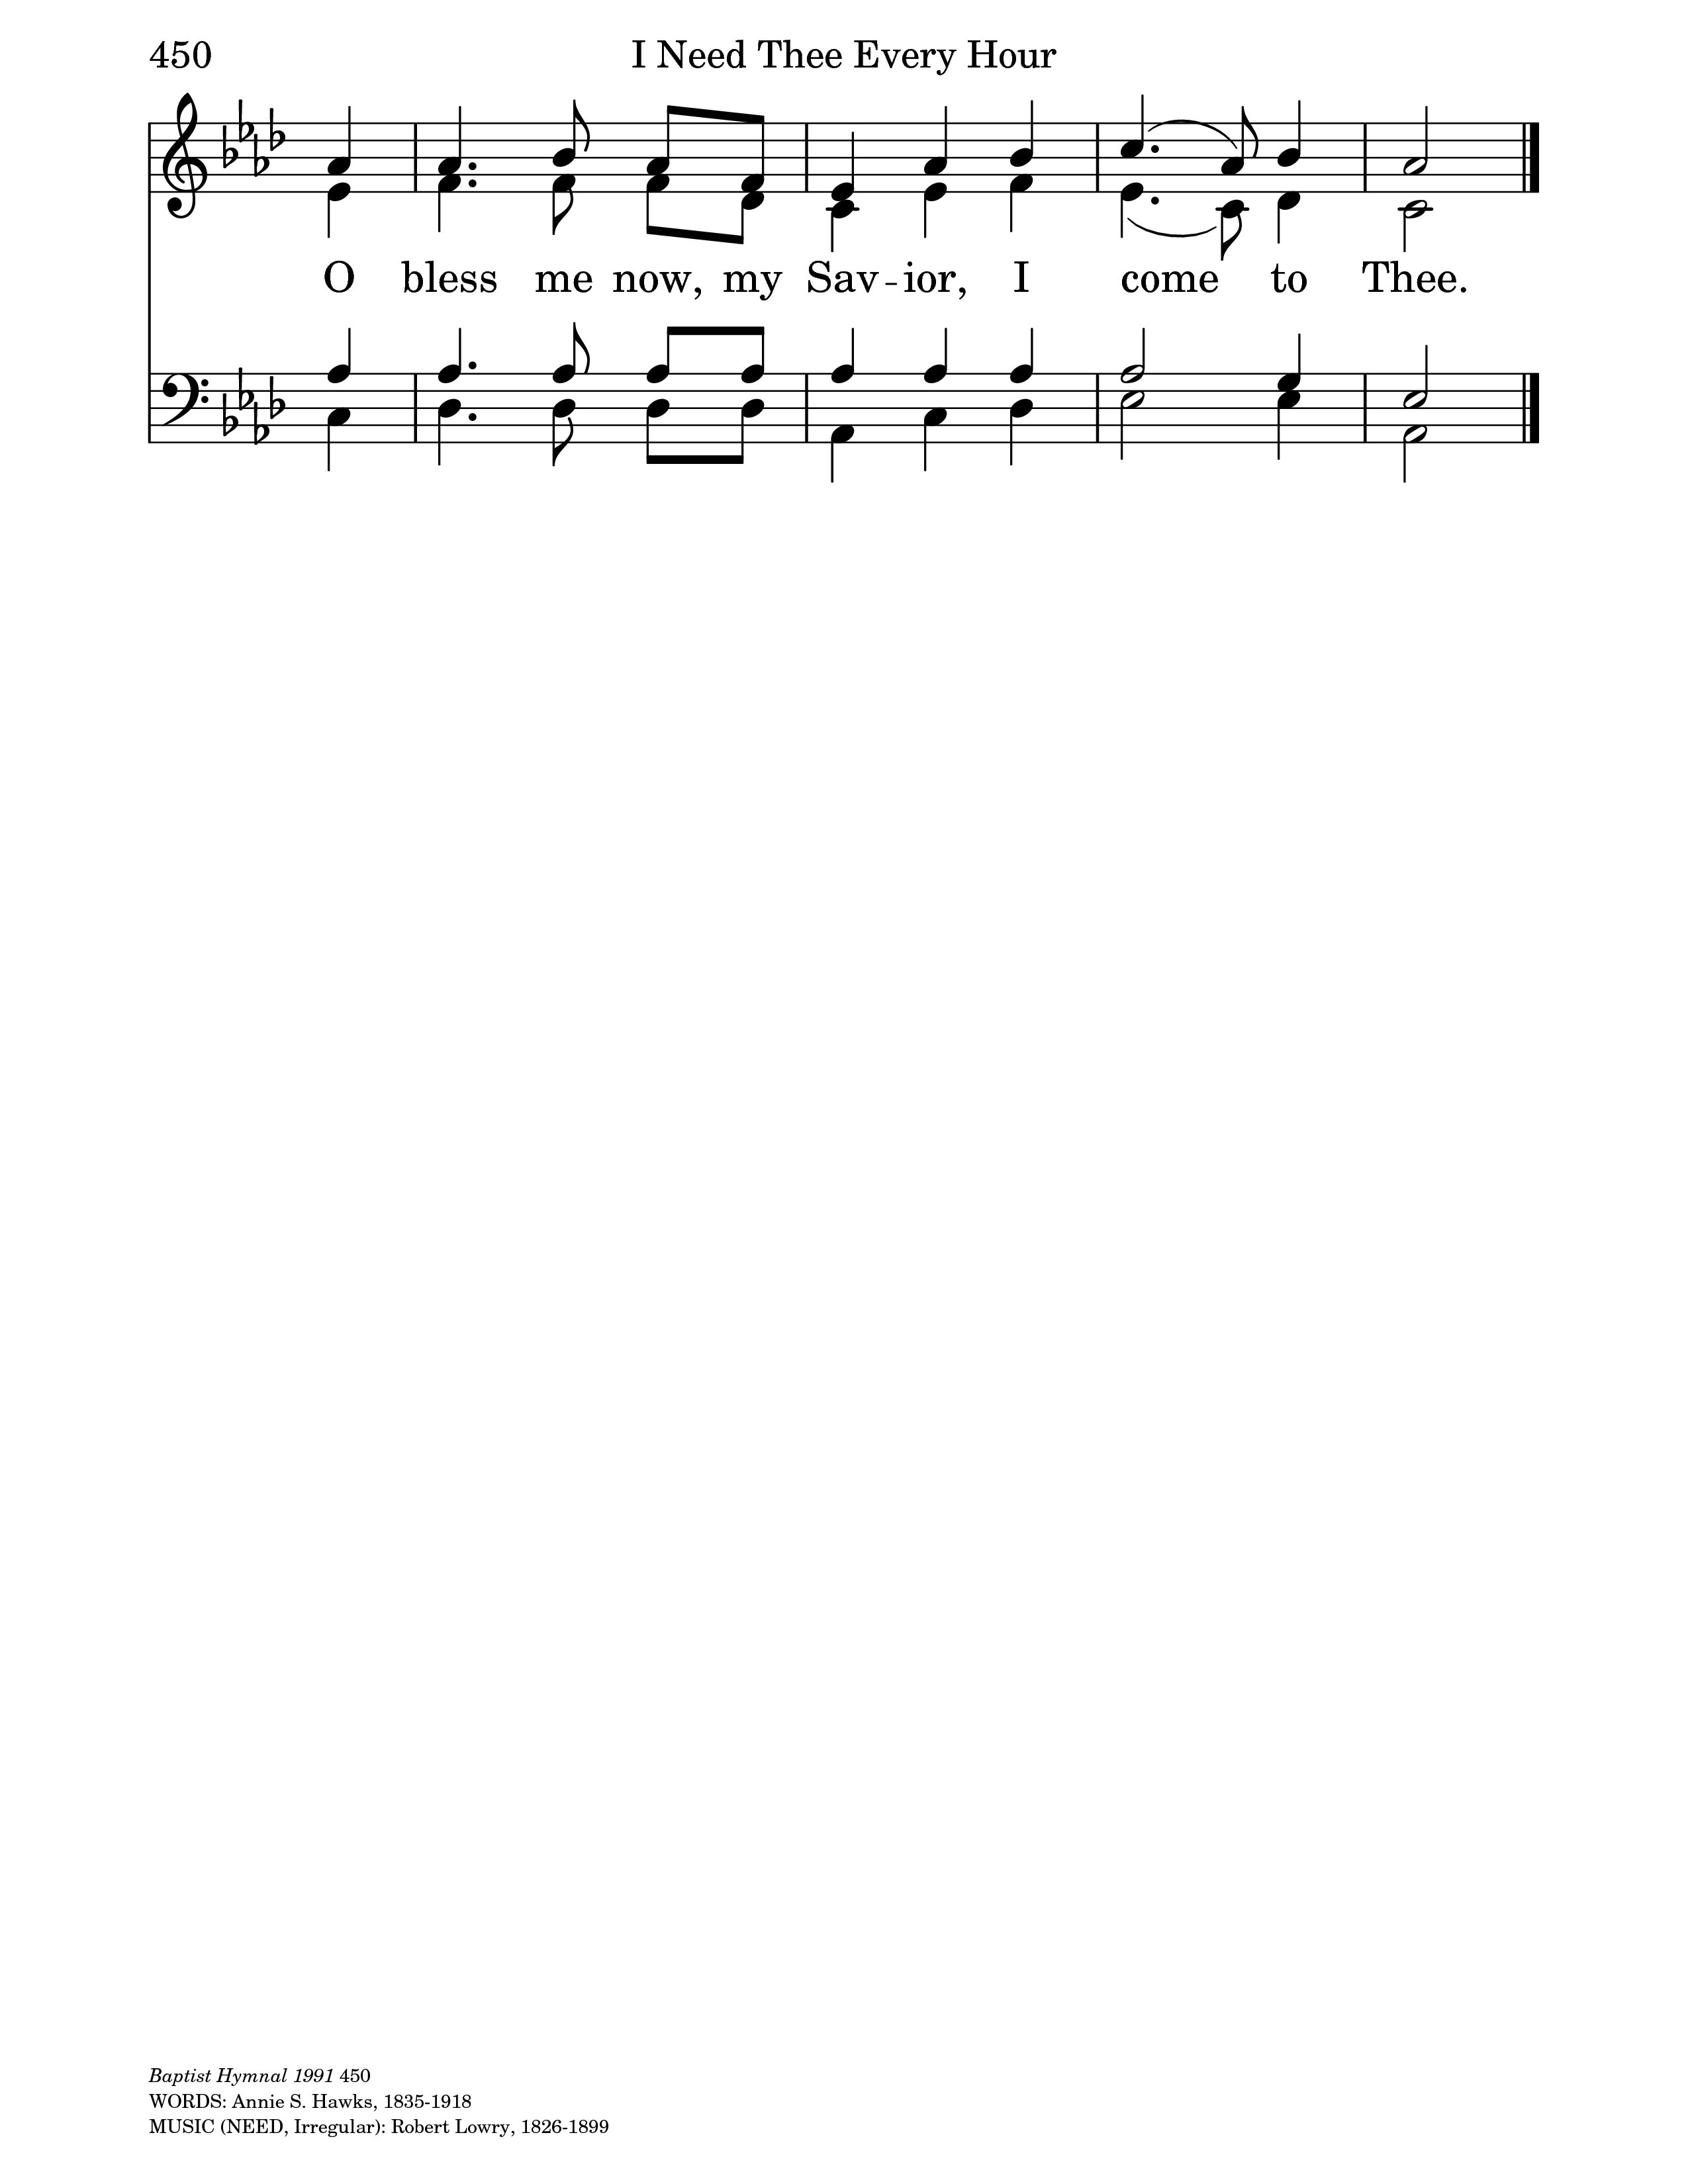 450 I Need Thee Every Hour
O bless me now, my Sav - ior, I come to Thee.
Baptist Hymnal 1991 450
WORDS: Annie S. Hawks, 1835-1918
MUSIC (NEED, Irregular): Robert Lowry, 1826-1899